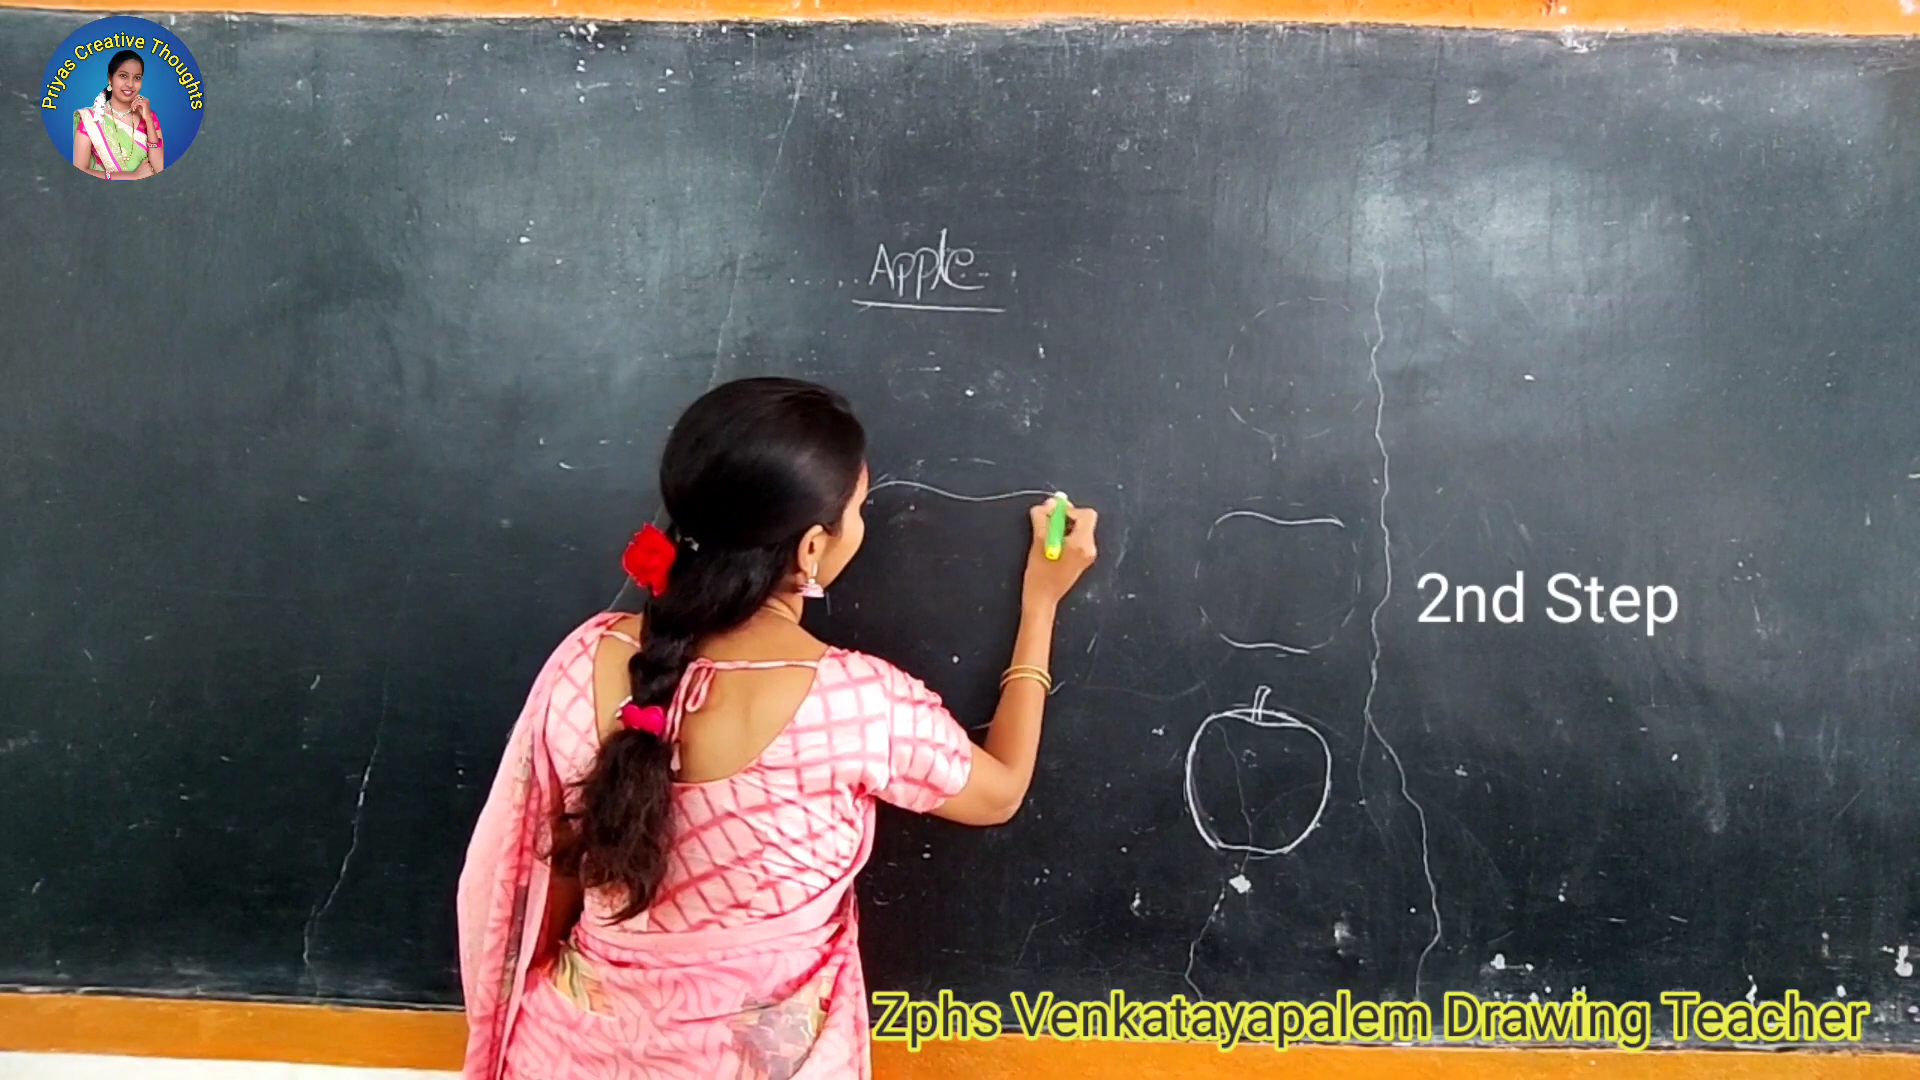 Priyas Creative Thoughts
Apple
2nd Step
Zphs Venkatayapalem Drawing Teacher